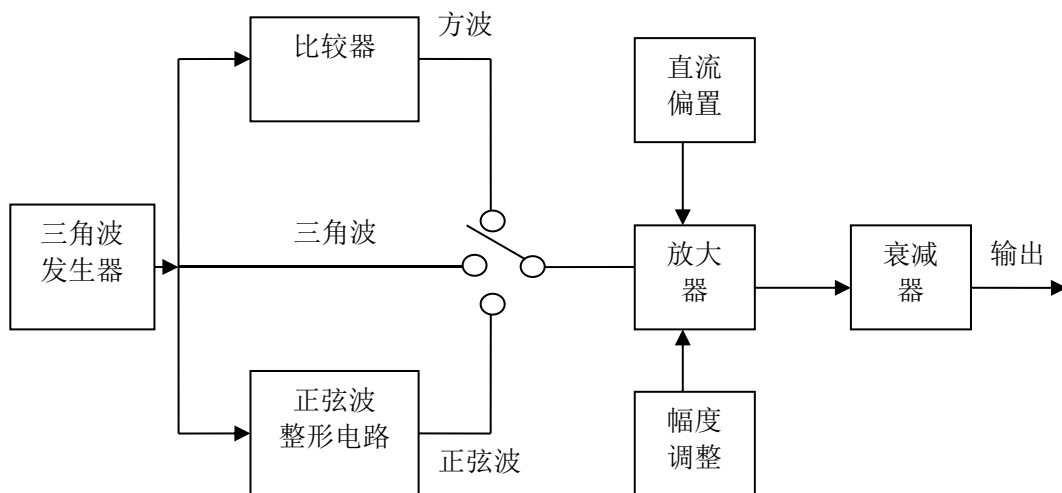 方波
比较器
直流
偏置
三角波
发生器
三角波
放大
器
衰减
器
输出
正弦波
整形电路
正弦波
幅度
调整